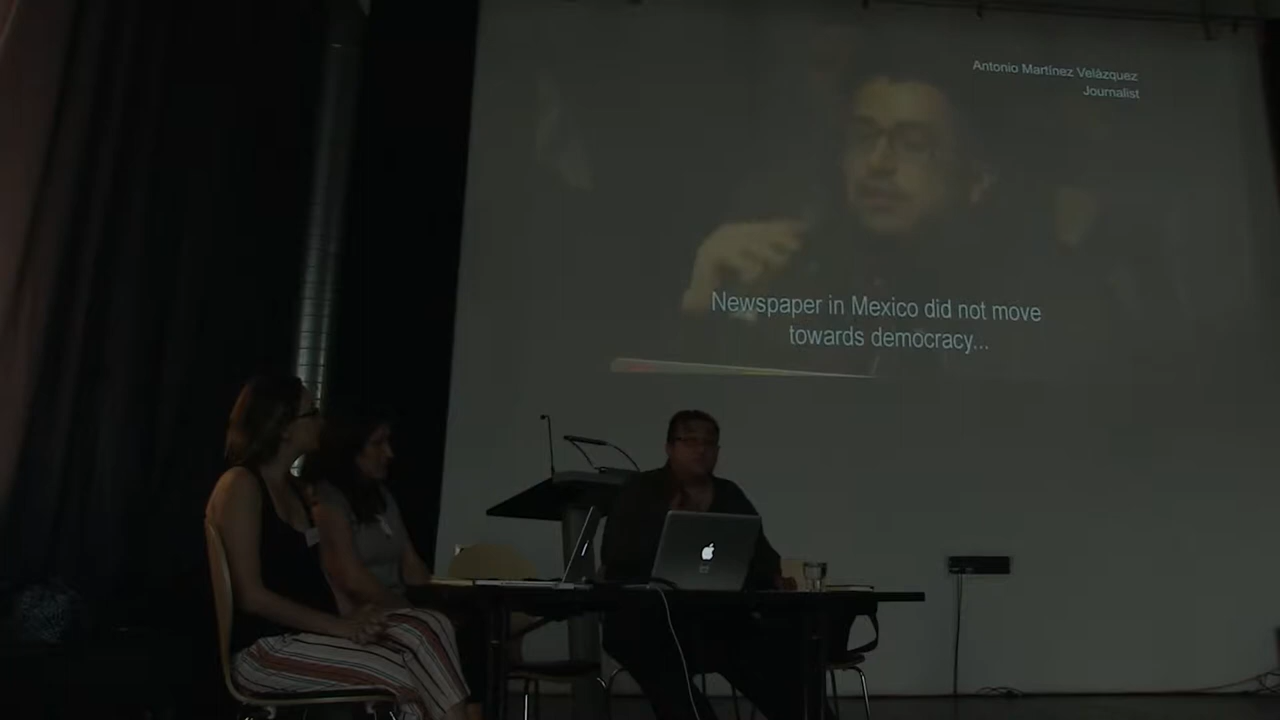 Antonio Martínez Velázquez
Journalist
Newspaper in Mexico did not move
towards democracy...